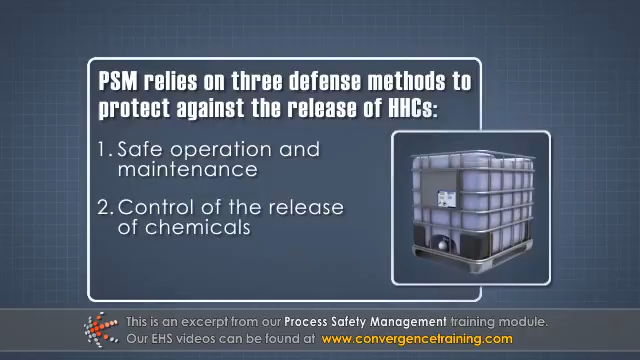 PSM relies on three defense methods to
protect against the release of HHCs:
1. Safe operation and
maintenance
2. Control of the release
of chemicals
This is an excerpt from our Process Safety Management training module.
Our EHS videos can be found at www.convergencetraining.com